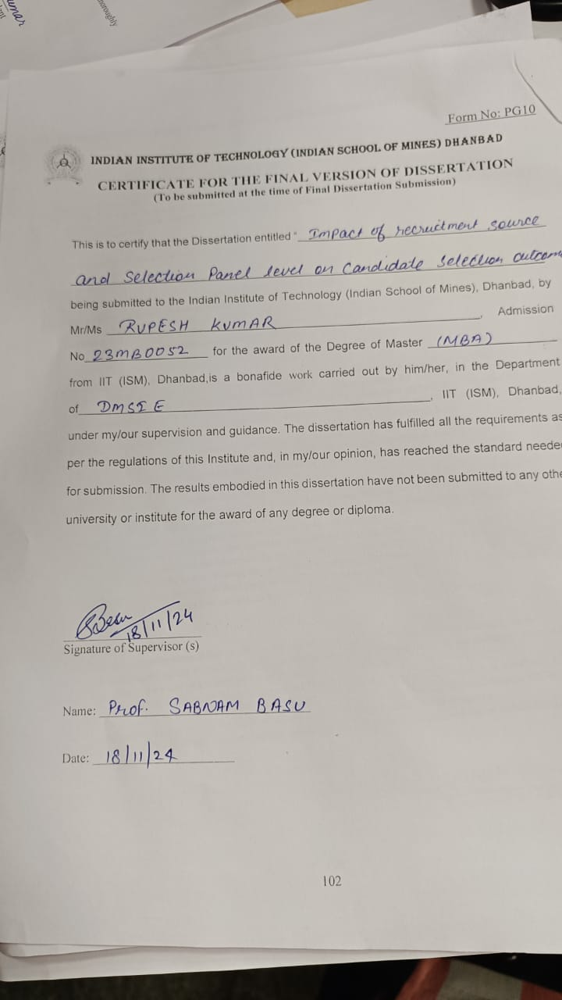 umar
horoughly
Form No: PG10
INDIAN INSTITUTE OF TECHNOLOGY (INDIAN SCHOOL OF MINES) DHANBAD
CERTIFICATE FOR THE FINAL VERSION OF DISSERTATION
(To be submitted at the time of Final Dissertation Submission)
This is to certify that the Dissertation entitled " Impact of recruitment source
and Selection Panel level on Candidate Selection outcom
being submitted to the Indian Institute of Technology (Indian School of Mines), Dhanbad, by
Mr/Ms RUPESH KUMAR , Admission
No 23MB0052 for the award of the Degree of Master (MBA)
from IIT (ISM), Dhanbad,is a bonafide work carried out by him/her, in the Department
of DMSIE , IIT (ISM), Dhanbad,
under my/our supervision and guidance. The dissertation has fulfilled all the requirements as
per the regulations of this Institute and, in my/our opinion, has reached the standard neede
for submission. The results embodied in this dissertation have not been submitted to any othe
university or institute for the award of any degree or diploma.
18/11/24
Signature of Supervisor (s)
Name: Prof. SABNAM BASU
Date: 18/11/24
102